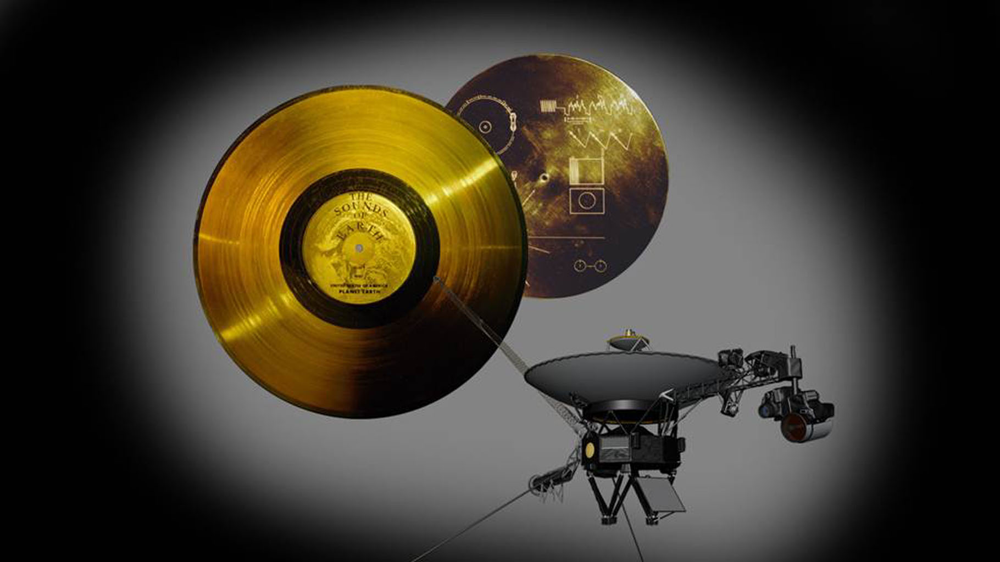 THE
SOUNDS
OF
EARTH
UNITED STATES OF AMERICA
PLANET EARTH